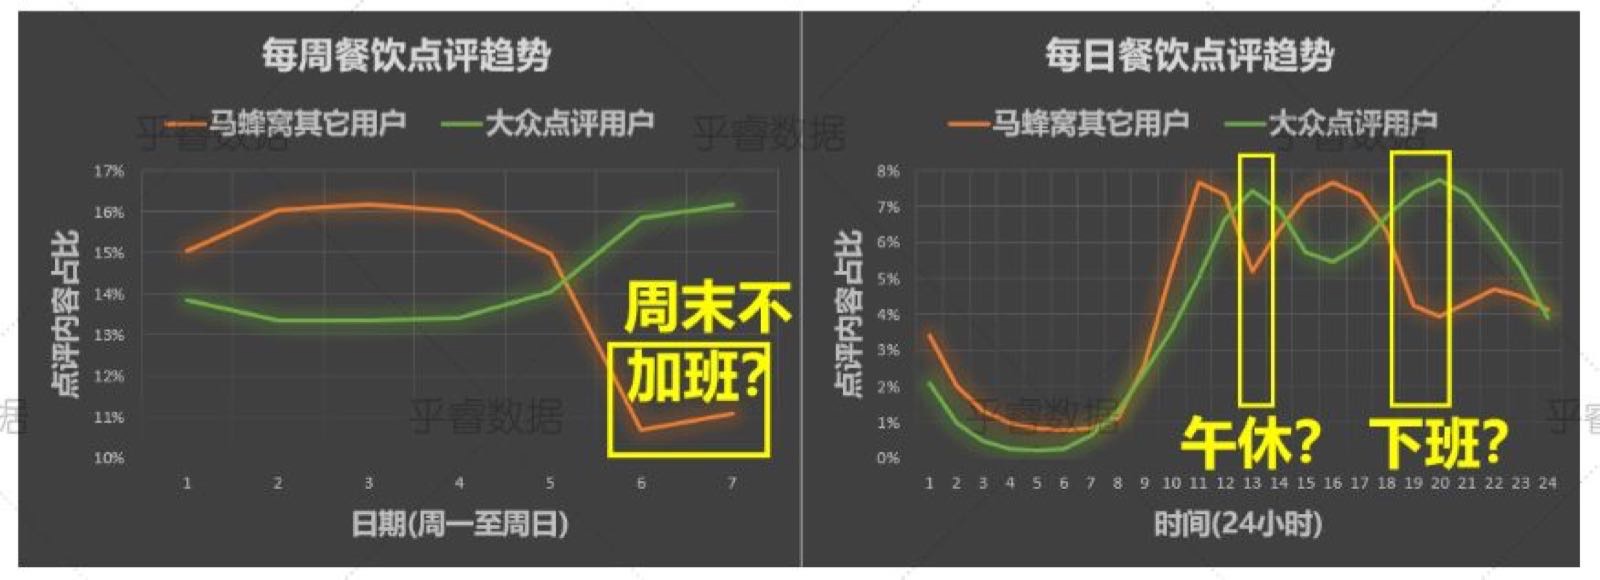 每周餐饮点评趋势
马蜂窝其它用户 大众点评用户
点评内容占比
17%
16%
15%
14%
13%
12%
11%
10%
1 2 3 4 5 6 7
日期(周一至周日)
周末不
加班?
每日餐饮点评趋势
马蜂窝其它用户 大众点评用户
点评内容占比
8%
7%
6%
5%
4%
3%
2%
1%
0%
1 2 3 4 5 6 7 8 9 10 11 12 13 14 15 16 17 18 19 20 21 22 23 24
时间(24小时)
午休?
下班?
乎睿数据
乎睿数据
乎睿数据
乎睿数据
乎睿数据
据
乎睿